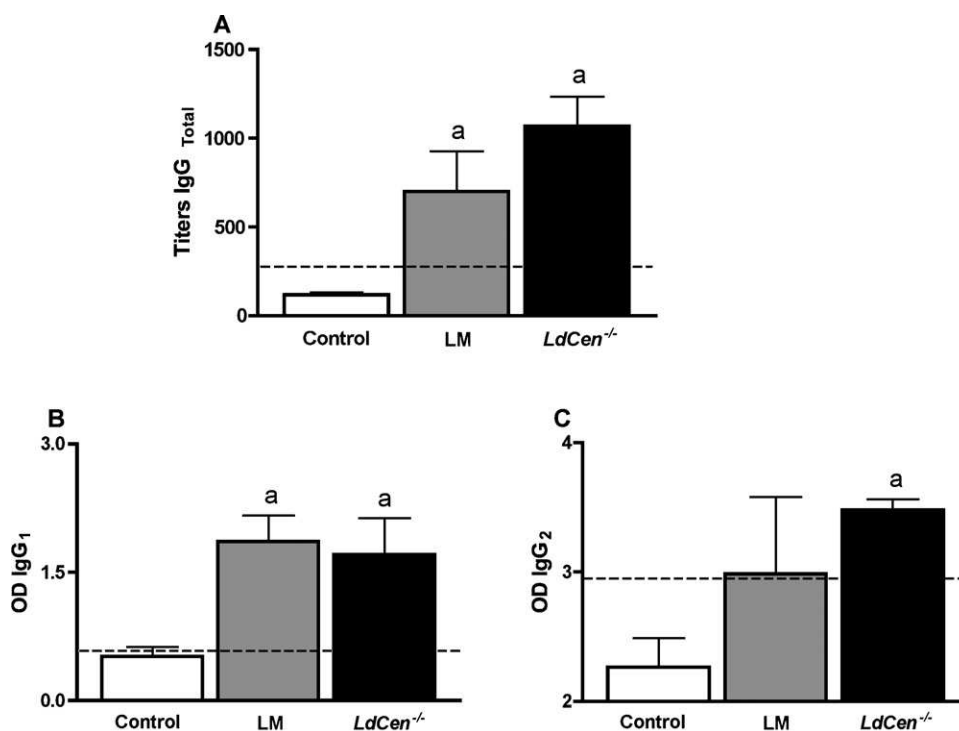 A
1500
1000
500
0
Titers IgG Total
a
a
Control
LM
LdCen-/-
B
3.0
1.5
0.0
OD IgG1
a
a
Control
LM
LdCen-/-
C
4
3
2
OD IgG2
a
Control
LM
LdCen-/-